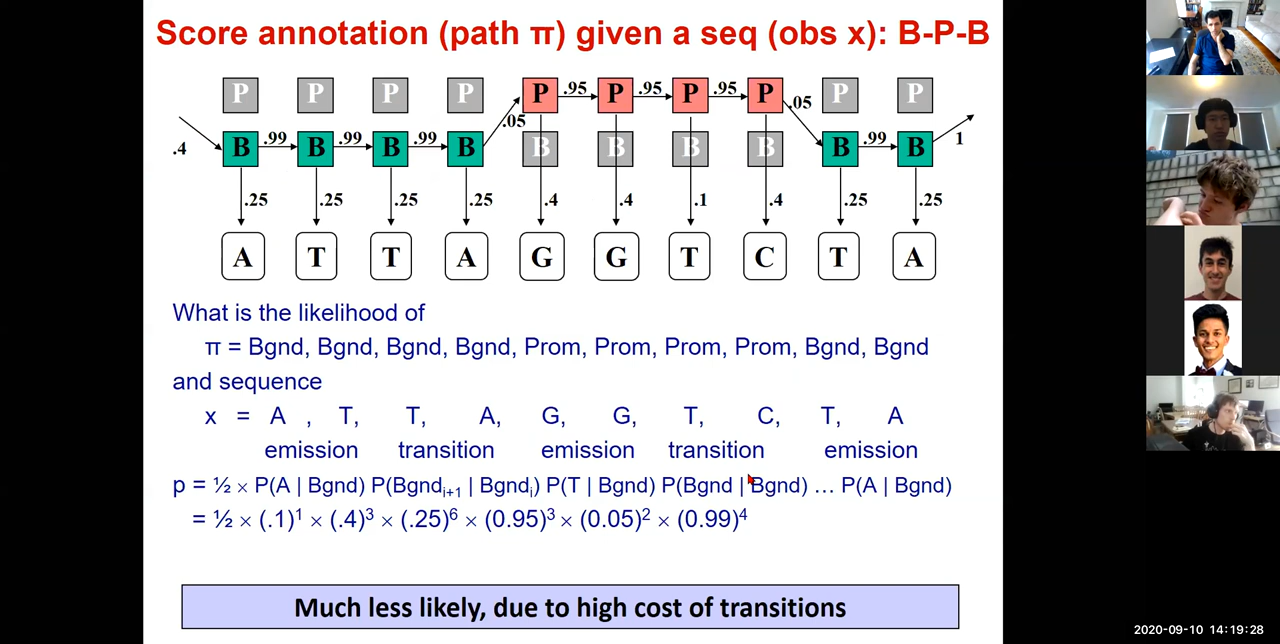 Score annotation (path π) given a seq (obs x): B-P-B
P P P P P .95 P .95 P .95 P .05 P P
.4 B .99 B .99 B .99 B .05 B B B B B .99 B 1
.25 .25 .25 .25 .4 .4 .1 .4 .25 .25
A T T A G G T C T A
What is the likelihood of
π = Bgnd, Bgnd, Bgnd, Bgnd, Prom, Prom, Prom, Prom, Bgnd, Bgnd
and sequence
x = A , T, T, A, G, G, T, C, T, A
emission transition emission transition emission
p = ½ × P(A | Bgnd) P(Bgndi+1 | Bgndi) P(T | Bgnd) P(Bgnd | Bgnd) … P(A | Bgnd)
= ½ × (.1)¹ × (.4)³ × (.25)⁶ × (0.95)³ × (0.05)² × (0.99)⁴
Much less likely, due to high cost of transitions
2020-09-10 14:19:28